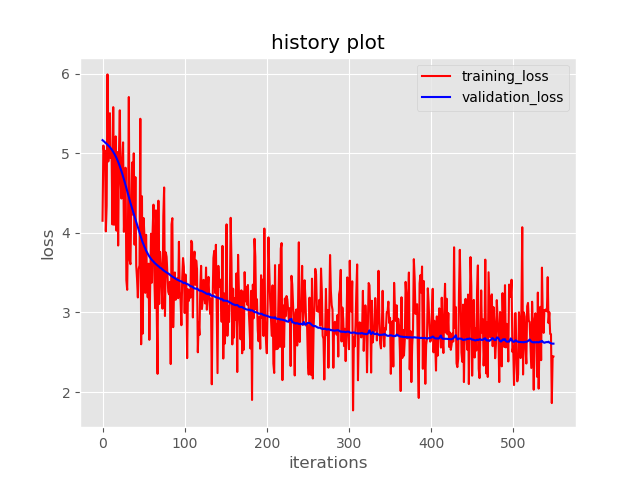 history plot
training_loss
validation_loss
loss
6
5
4
3
2
0 100 200 300 400 500
iterations